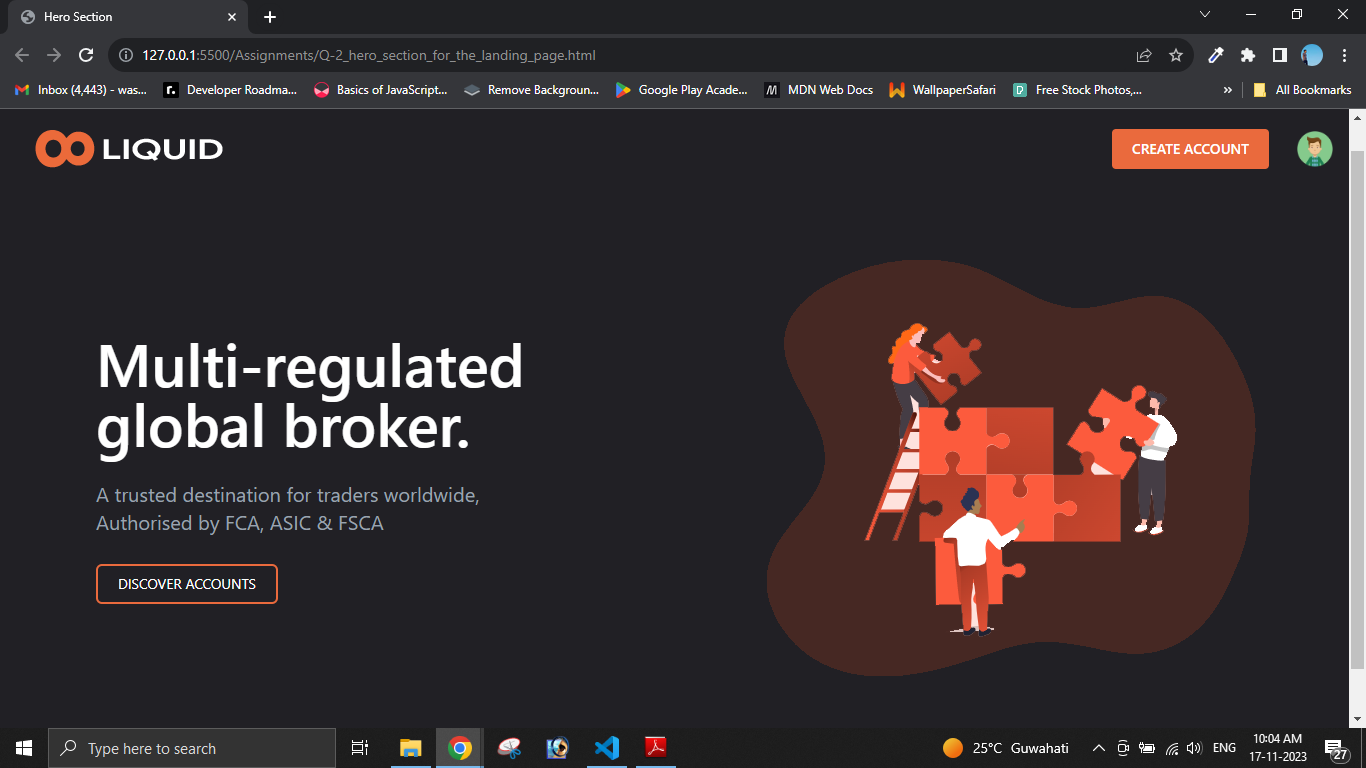 Hero Section
127.0.0.1:5500/Assignments/Q-2_hero_section_for_the_landing_page.html
Inbox (4,443) - was...
Developer Roadma...
Basics of JavaScript...
Remove Backgroun...
Google Play Acade...
MDN Web Docs
WallpaperSafari
Free Stock Photos,...
»
All Bookmarks
LIQUID
CREATE ACCOUNT
Multi-regulated
global broker.
A trusted destination for traders worldwide,
Authorised by FCA, ASIC & FSCA
DISCOVER ACCOUNTS
Type here to search
25°C Guwahati
ENG
10:04 AM
17-11-2023
27